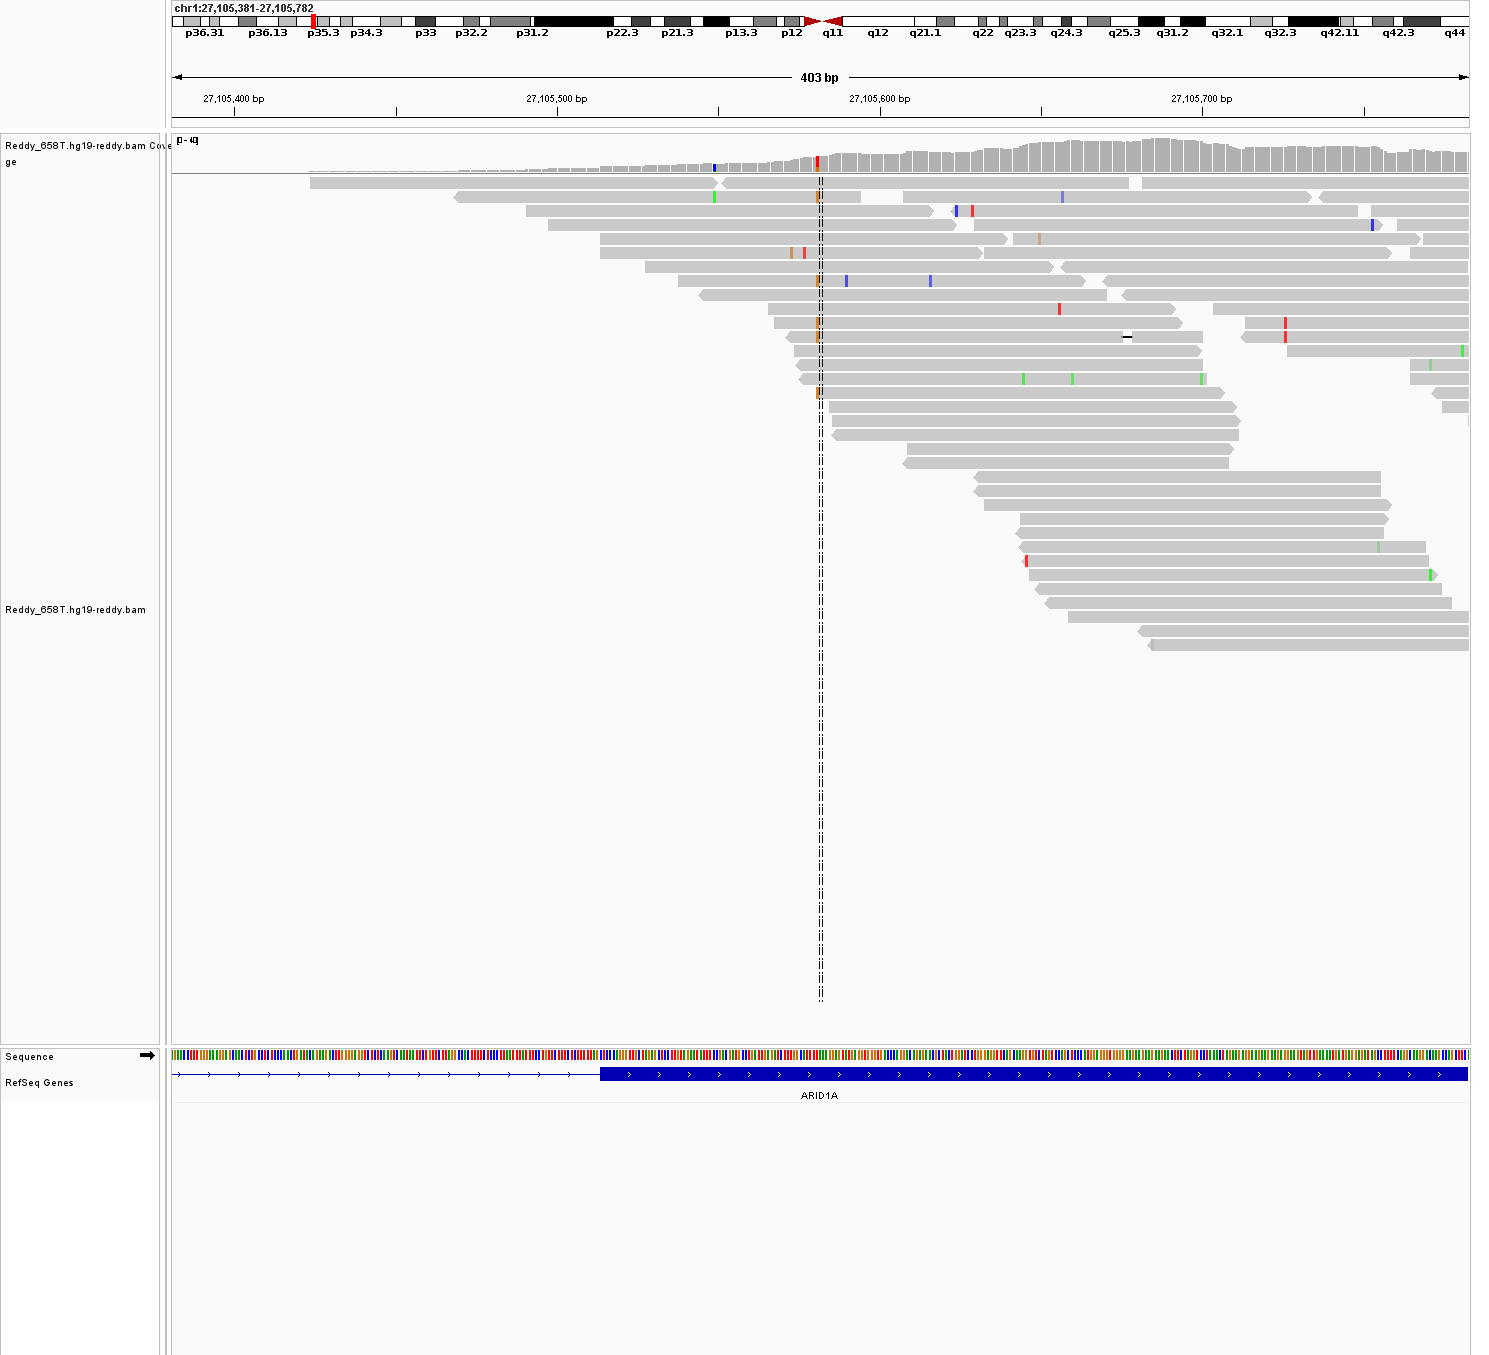 chr1:27,105,381-27,105,782
p36.31 p36.13 p35.3 p34.3 p33 p32.2 p31.2 p22.3 p21.3 p13.3 p12 q11 q12 q21.1 q22 q23.3 q24.3 q25.3 q31.2 q32.1 q32.3 q42.11 q42.3 q44
403 bp
27,105,400 bp 27,105,500 bp 27,105,600 bp 27,105,700 bp
Reddy_658T.hg19-reddy.bam Cove
ge
Reddy_658T.hg19-reddy.bam
Sequence
RefSeq Genes
ARID1A